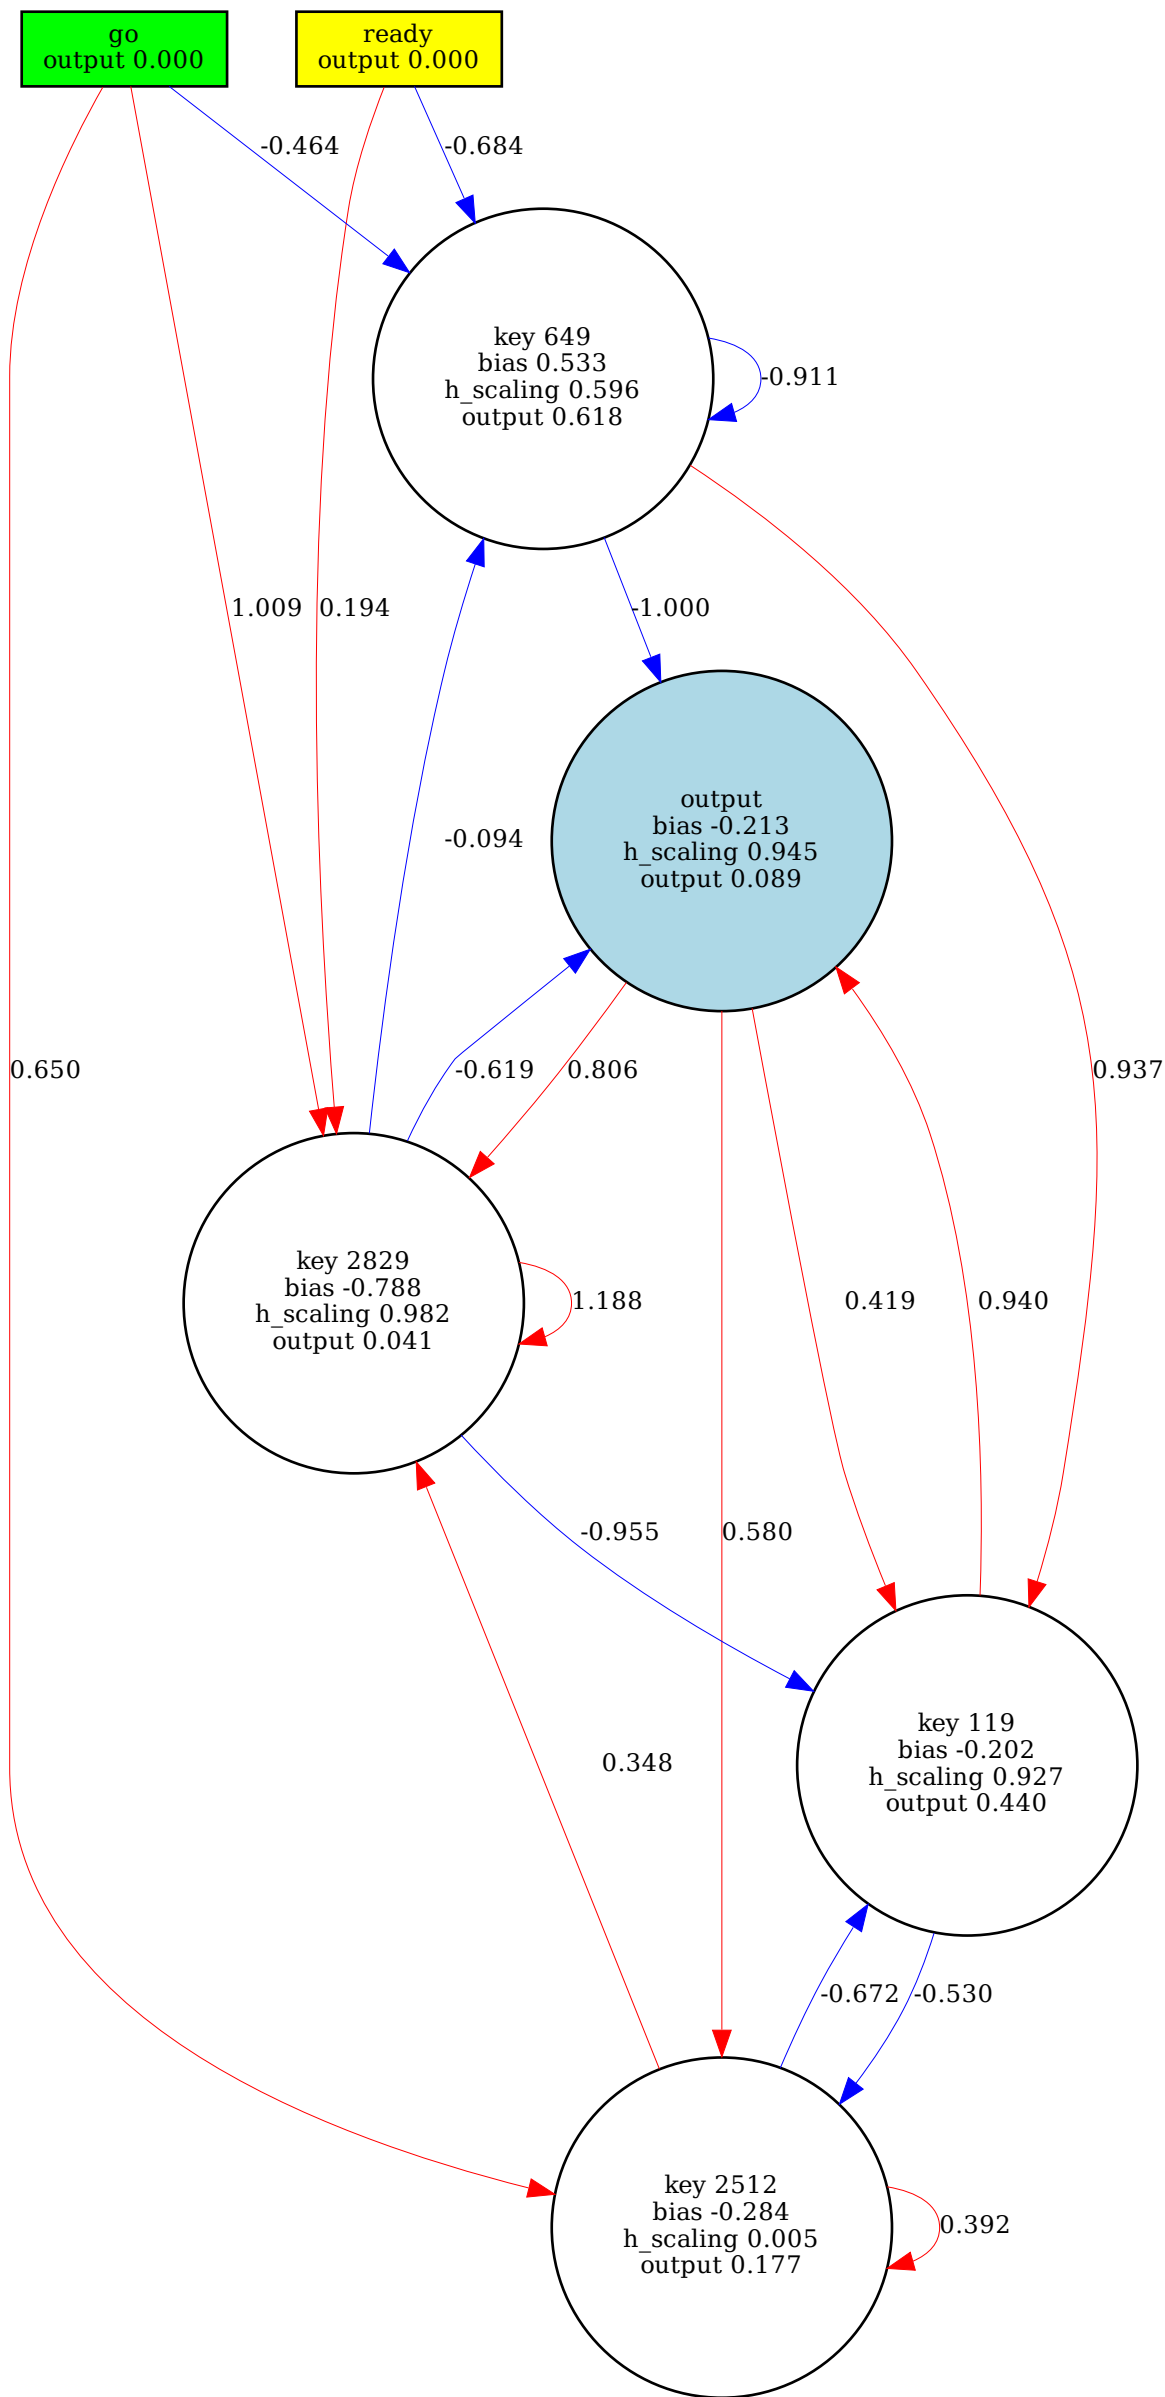 go
output 0.000
ready
output 0.000
-0.464
-0.684
key 649
bias 0.533
h_scaling 0.596
output 0.618
-0.911
1.009
0.194
-1.000
output
bias -0.213
h_scaling 0.945
output 0.089
-0.094
0.650
-0.619
0.806
0.937
key 2829
bias -0.788
h_scaling 0.982
output 0.041
1.188
0.419
0.940
-0.955
0.580
key 119
bias -0.202
h_scaling 0.927
output 0.440
0.348
-0.672
-0.530
key 2512
bias -0.284
h_scaling 0.005
output 0.177
0.392